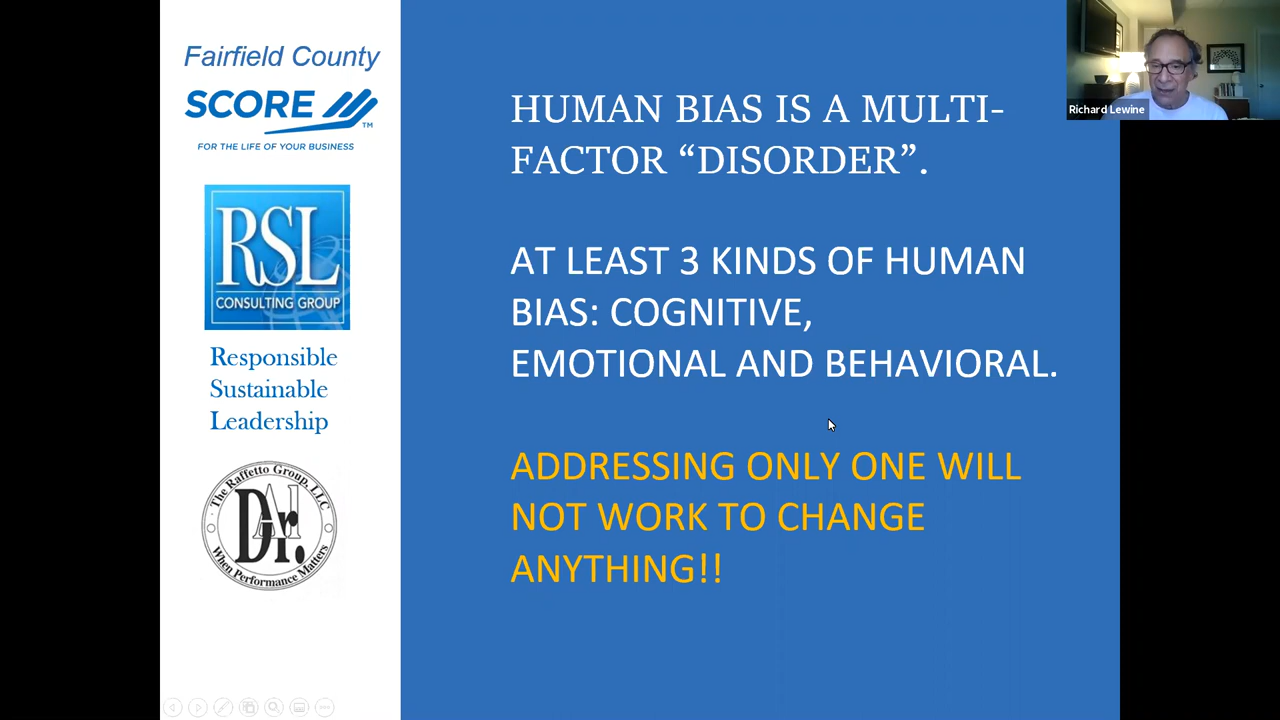 Fairfield County
SCORE
TM
FOR THE LIFE OF YOUR BUSINESS
RSL
CONSULTING GROUP
Responsible
Sustainable
Leadership
The Raffetto Group, LLC
Dr. Al
When Performance Matters
HUMAN BIAS IS A MULTI-
FACTOR “DISORDER”.
AT LEAST 3 KINDS OF HUMAN
BIAS: COGNITIVE,
EMOTIONAL AND BEHAVIORAL.
ADDRESSING ONLY ONE WILL
NOT WORK TO CHANGE
ANYTHING!!
Richard Lewine